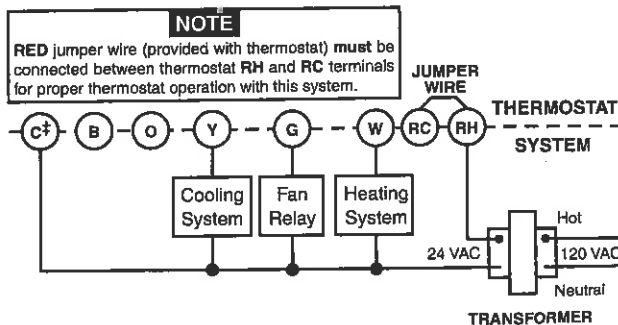 NOTE
RED jumper wire (provided with thermostat) must be
connected between thermostat RH and RC terminals
for proper thermostat operation with this system.
JUMPER
WIRE
THERMOSTAT
C‡ B O Y G W RC RH
SYSTEM
Cooling
System
Fan
Relay
Heating
System
Hot
24 VAC
120 VAC
Neutral
TRANSFORMER